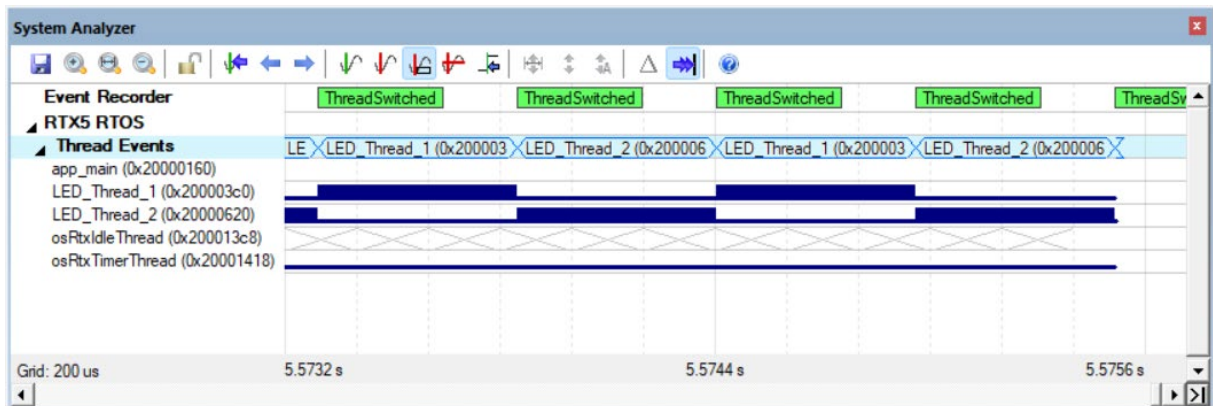 System Analyzer
Event Recorder ThreadSwitched ThreadSwitched ThreadSwitched ThreadSwitched ThreadSw
RTX5 RTOS
Thread Events LE LED_Thread_1 (0x200003 LED_Thread_2 (0x200006 LED_Thread_1 (0x200003 LED_Thread_2 (0x200006
app_main (0x20000160)
LED_Thread_1 (0x200003c0)
LED_Thread_2 (0x20000620)
osRtxIdleThread (0x200013c8)
osRtxTimerThread (0x20001418)
Grid: 200 us 5.5732 s 5.5744 s 5.5756 s